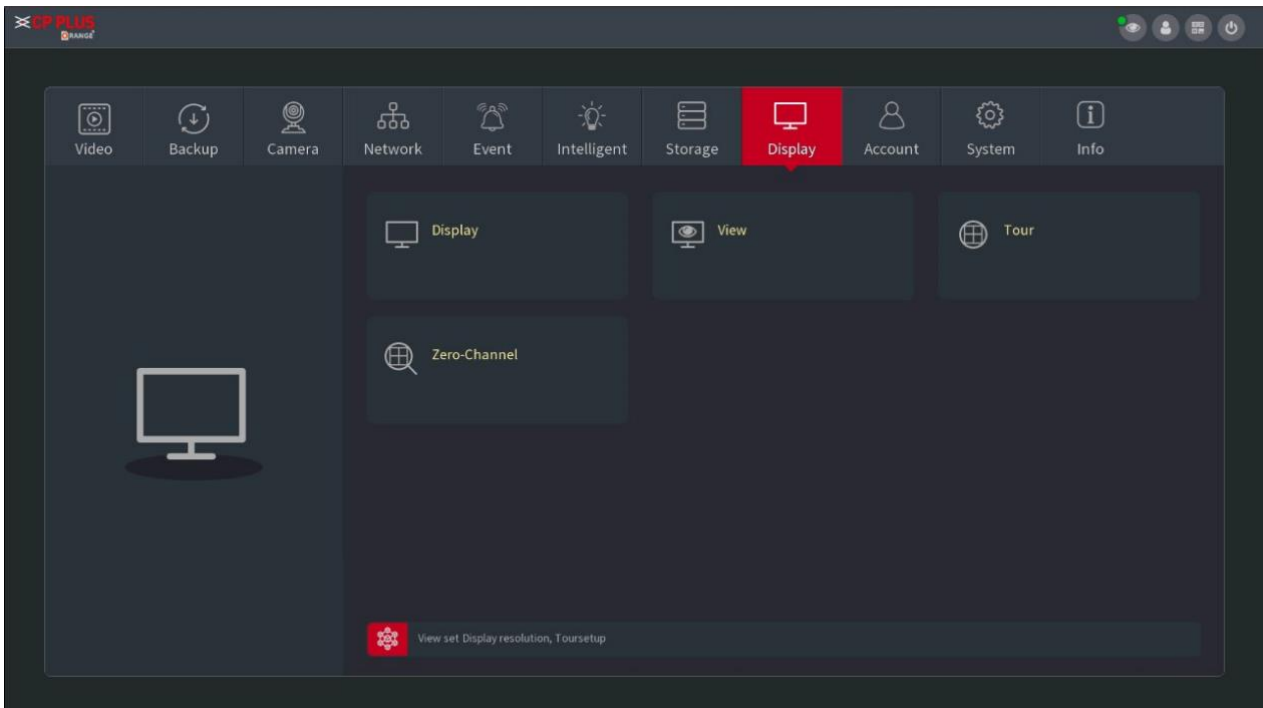 CP PLUS
ORANGE
Video Backup Camera Network Event Intelligent Storage Display Account System Info
Display View Tour
Zero-Channel
View set Display resolution, Toursetup